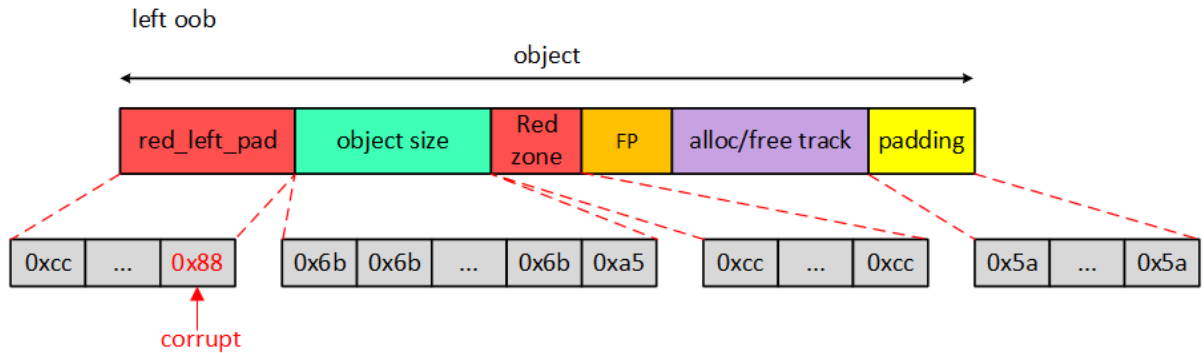 left oob
object
red_left_pad
object size
Red
zone
FP
alloc/free track
padding
0xcc ... 0x88
0x6b 0x6b ... 0x6b 0xa5
0xcc ... 0xcc
0x5a ... 0x5a
corrupt